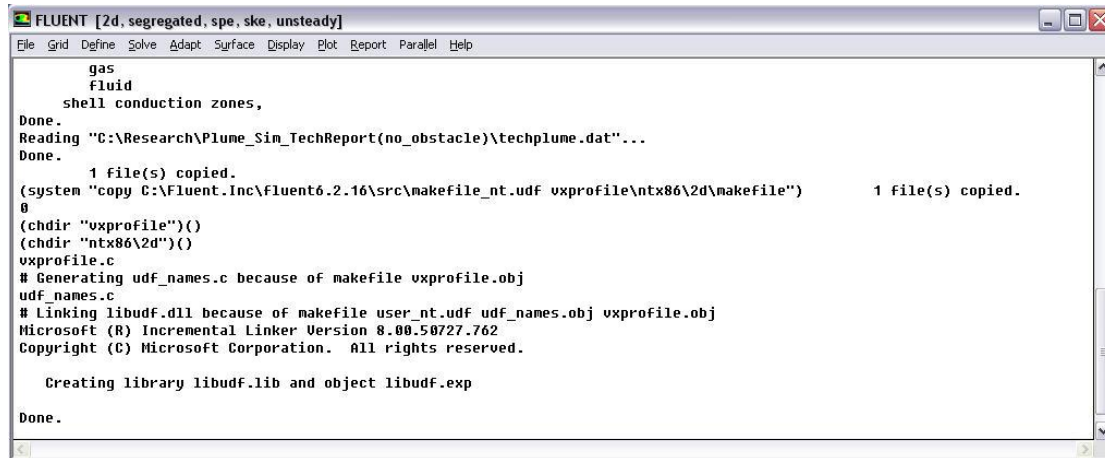 FLUENT [2d, segregated, spe, ske, unsteady]
File Grid Define Solve Adapt Surface Display Plot Report Parallel Help
gas
fluid
shell conduction zones,
Done.
Reading "C:\Research\Plume_Sim_TechReport(no_obstacle)\techplume.dat"...
Done.
1 file(s) copied.
(system "copy C:\Fluent.Inc\fluent6.2.16\src\makefile_nt.udf vxprofile\ntx86\2d\makefile") 1 file(s) copied.
0
(chdir "vxprofile")()
(chdir "ntx86\2d")()
vxprofile.c
# Generating udf_names.c because of makefile vxprofile.obj
udf_names.c
# Linking libudf.dll because of makefile user_nt.udf udf_names.obj vxprofile.obj
Microsoft (R) Incremental Linker Version 8.00.50727.762
Copyright (C) Microsoft Corporation. All rights reserved.
Creating library libudf.lib and object libudf.exp
Done.